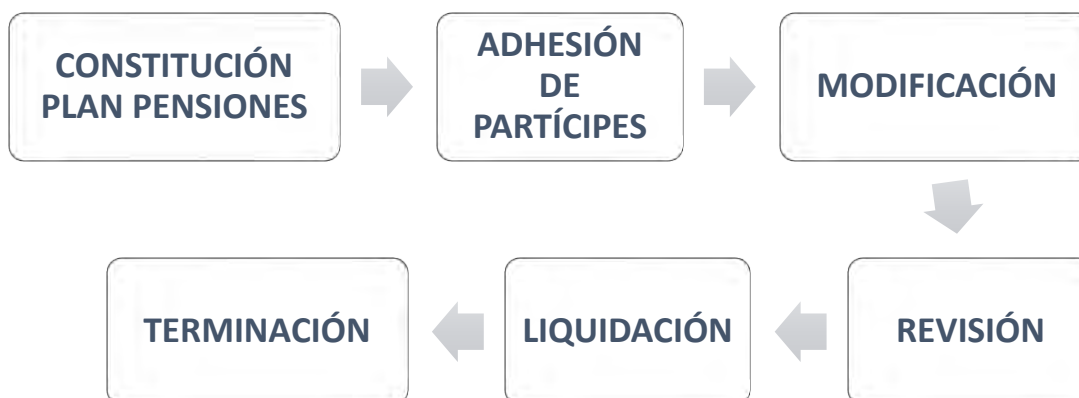 CONSTITUCIÓN
PLAN PENSIONES
ADHESIÓN
DE
PARTÍCIPES
MODIFICACIÓN
REVISIÓN
LIQUIDACIÓN
TERMINACIÓN